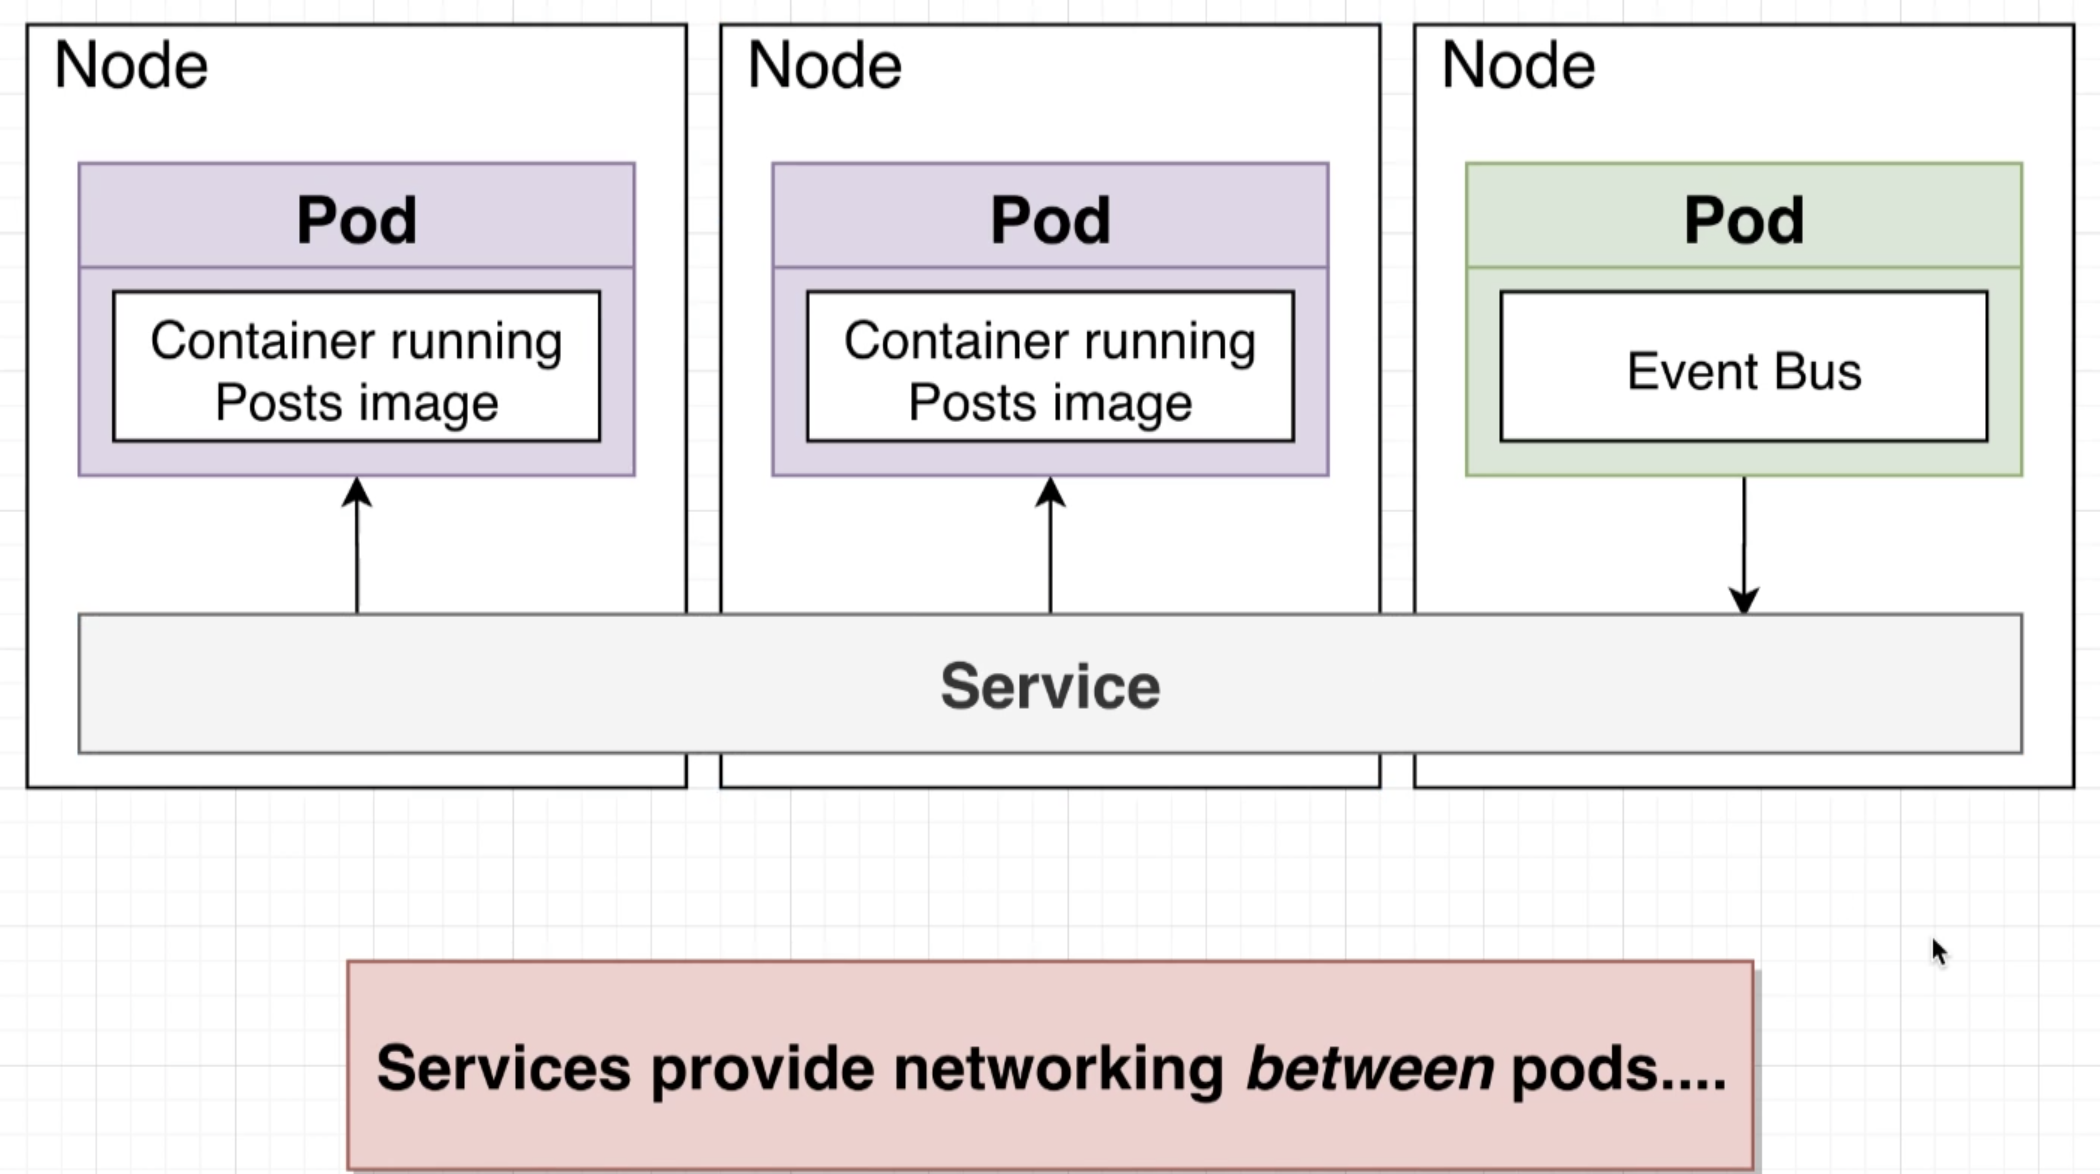 Node
Node
Node
Pod
Pod
Pod
Container running
Posts image
Container running
Posts image
Event Bus
Service
Services provide networking between pods....